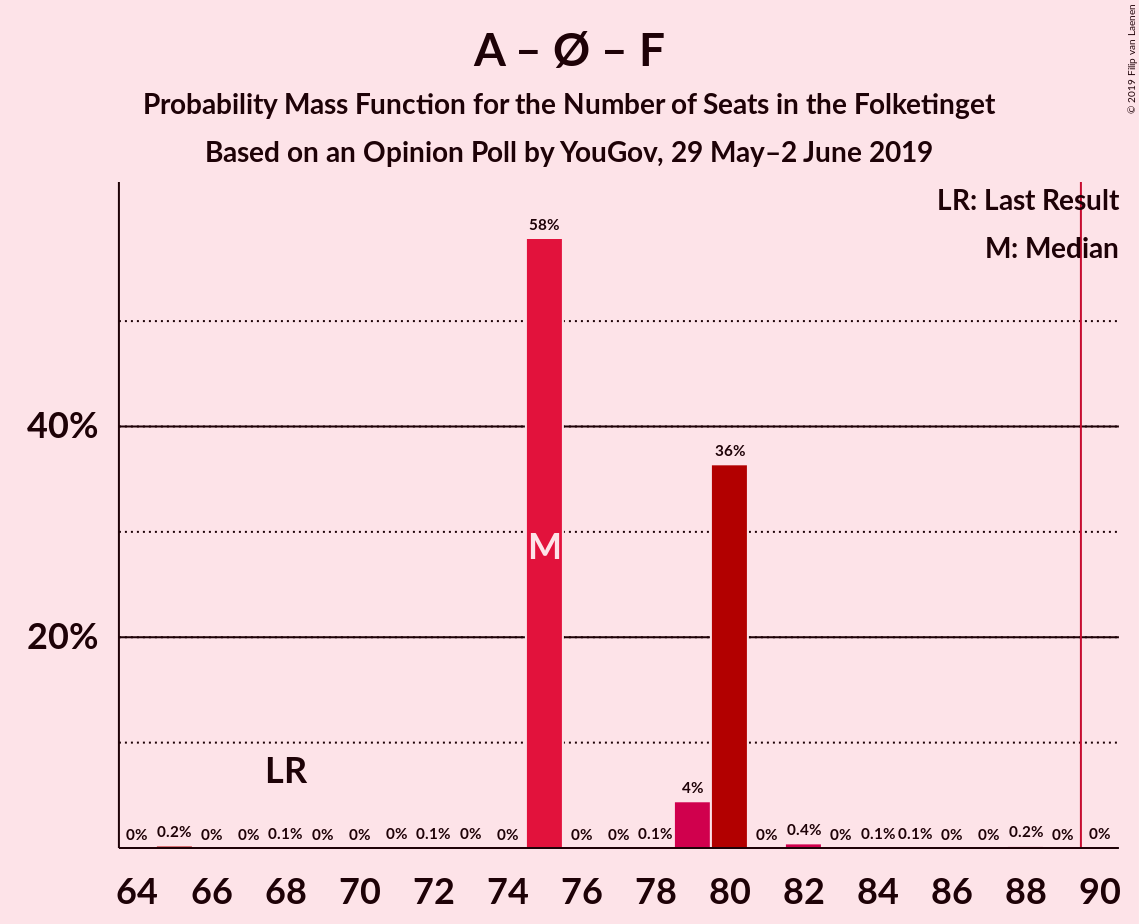 A – Ø – F
Probability Mass Function for the Number of Seats in the Folketinget
Based on an Opinion Poll by YouGov, 29 May–2 June 2019
© 2019 Filip van Laenen
LR: Last Result
M: Median
58%
40%
36%
M
20%
LR
4%
0% 0.2% 0% 0% 0.1% 0% 0% 0% 0.1% 0% 0% 0% 0% 0.1% 0% 0.4% 0% 0.1% 0.1% 0% 0% 0.2% 0% 0%
64 66 68 70 72 74 76 78 80 82 84 86 88 90